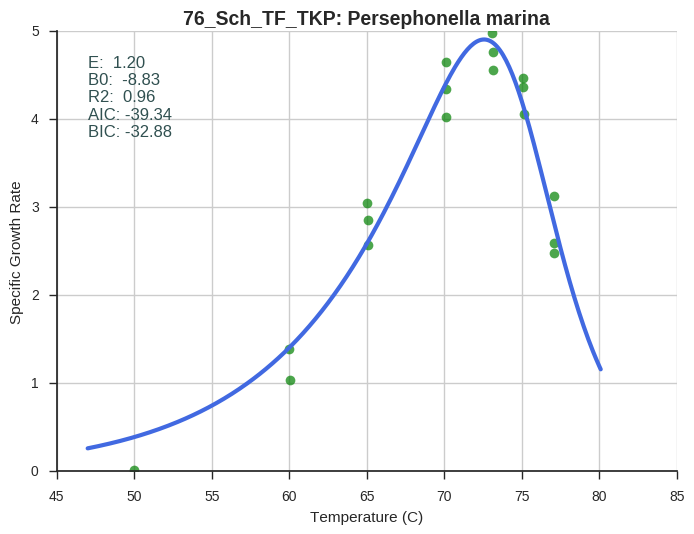 76_Sch_TF_TKP: Persephonella marina
E:  1.20
B0:  -8.83
R2:  0.96
AIC: -39.34
BIC: -32.88
Specific Growth Rate
5
4
3
2
1
0
45 50 55 60 65 70 75 80 85
Temperature (C)